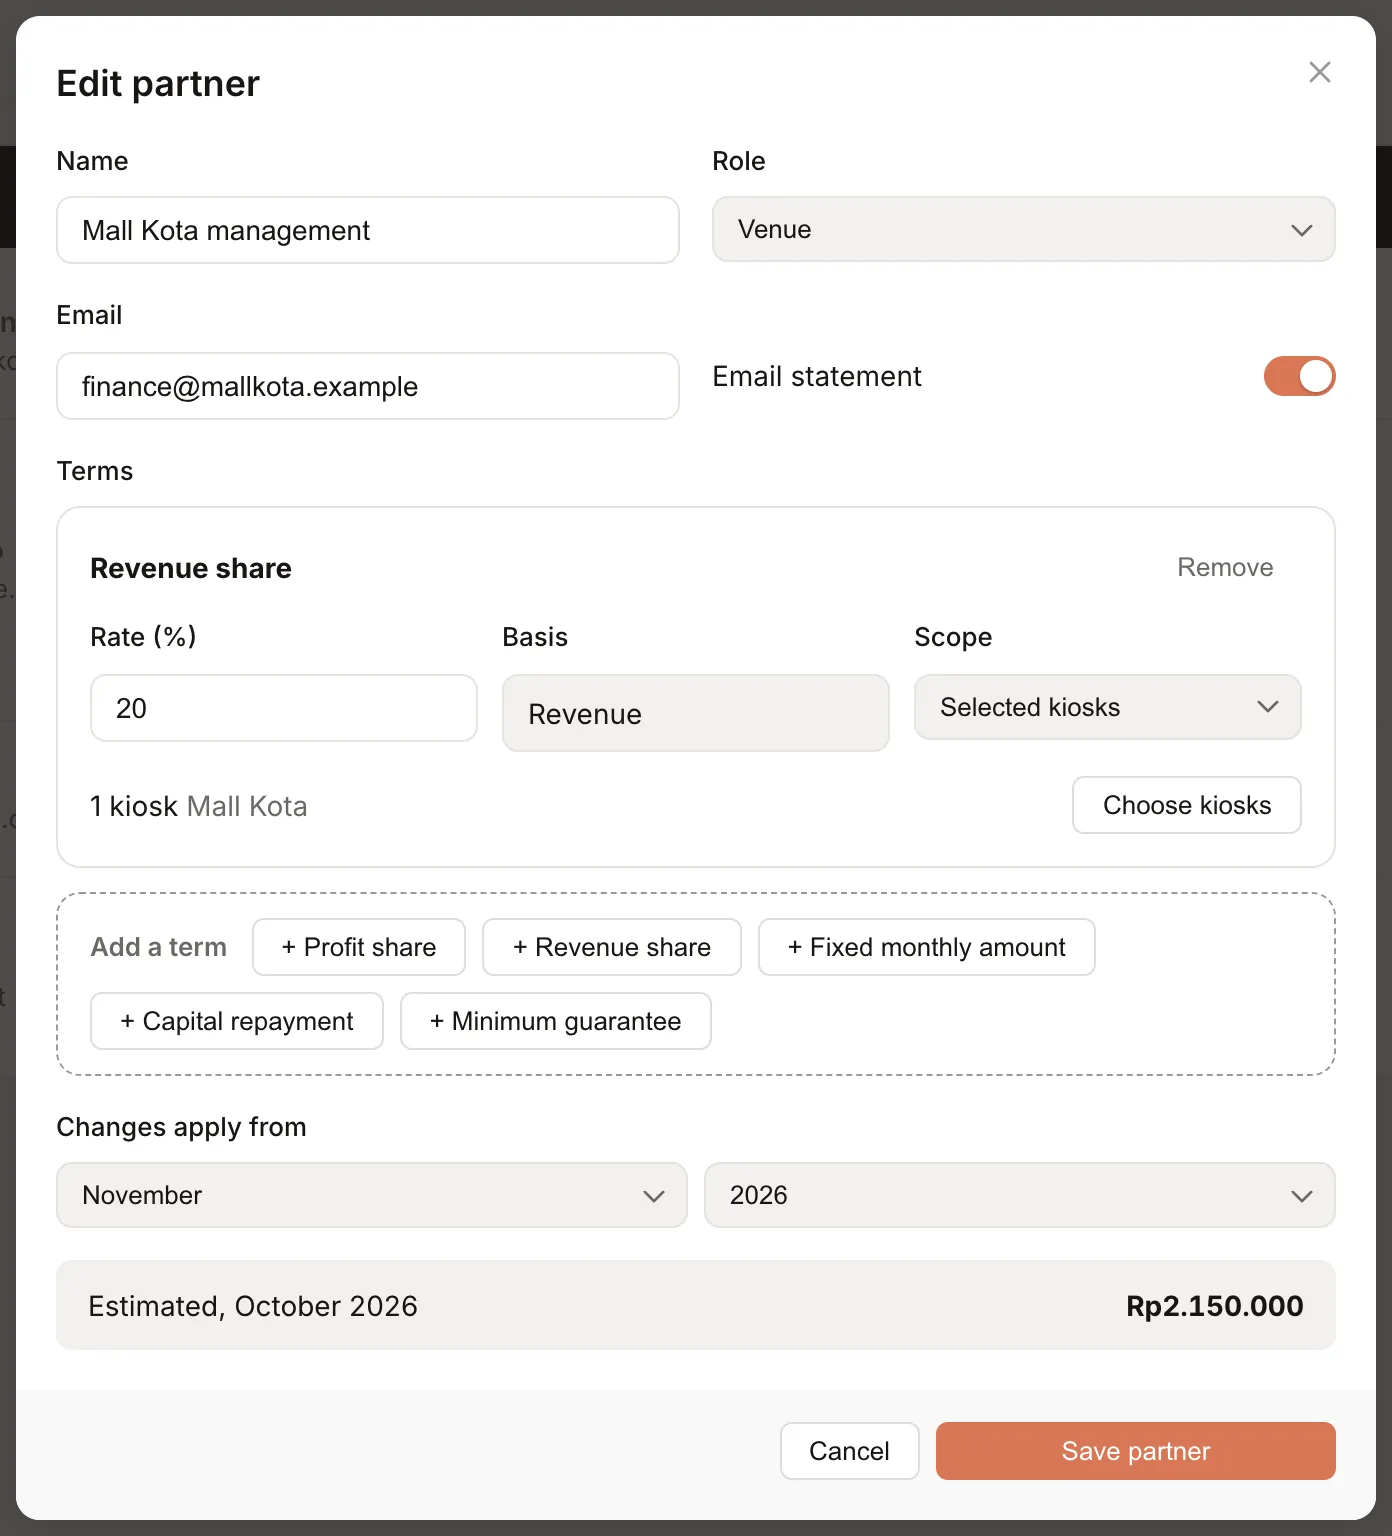 Edit partner
Name
Role
Mall Kota management
Venue
Email
finance@mallkota.example
Email statement
Terms
Revenue share
Remove
Rate (%)
Basis
Scope
20
Revenue
Selected kiosks
1 kiosk Mall Kota
Choose kiosks
Add a term
+ Profit share
+ Revenue share
+ Fixed monthly amount
+ Capital repayment
+ Minimum guarantee
Changes apply from
November
2026
Estimated, October 2026
Rp2.150.000
Cancel
Save partner